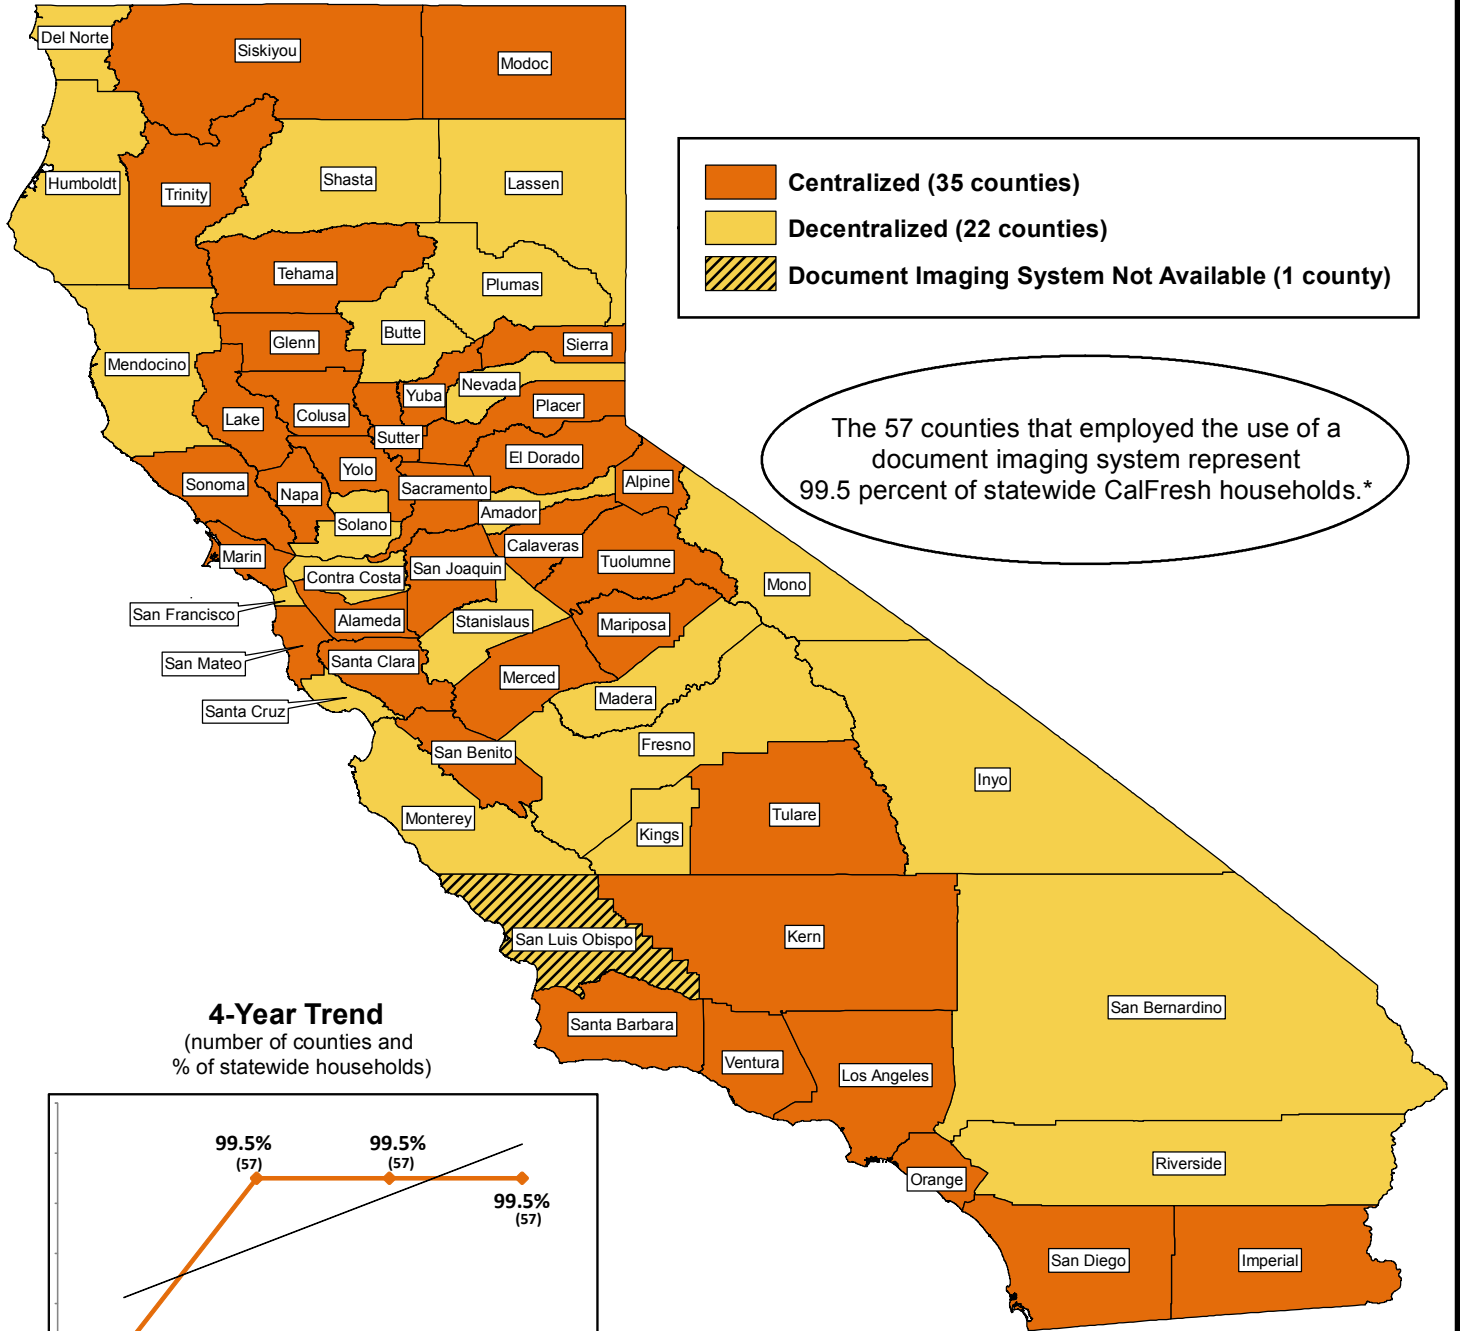 Del Norte
Siskiyou
Modoc
Humboldt
Trinity
Shasta
Lassen
Centralized (35 counties)
Decentralized (22 counties)
Document Imaging System Not Available (1 county)
Tehama
Plumas
Butte
Glenn
Sierra
Mendocino
Nevada
Yuba
Placer
Lake
Colusa
Sutter
The 57 counties that employed the use of a
document imaging system represent
99.5 percent of statewide CalFresh households.*
El Dorado
Yolo
Sonoma
Napa
Sacramento
Alpine
Amador
Solano
Calaveras
Marin
Contra Costa
San Joaquin
Tuolumne
Mono
San Francisco
Alameda
Stanislaus
Mariposa
San Mateo
Santa Clara
Merced
Madera
Santa Cruz
Fresno
San Benito
Inyo
Monterey
Kings
Tulare
San Luis Obispo
Kern
San Bernardino
Santa Barbara
Ventura
Los Angeles
Riverside
Orange
San Diego
Imperial
4-Year Trend
(number of counties and
% of statewide households)
99.5%
(57)
99.5%
(57)
99.5%
(57)